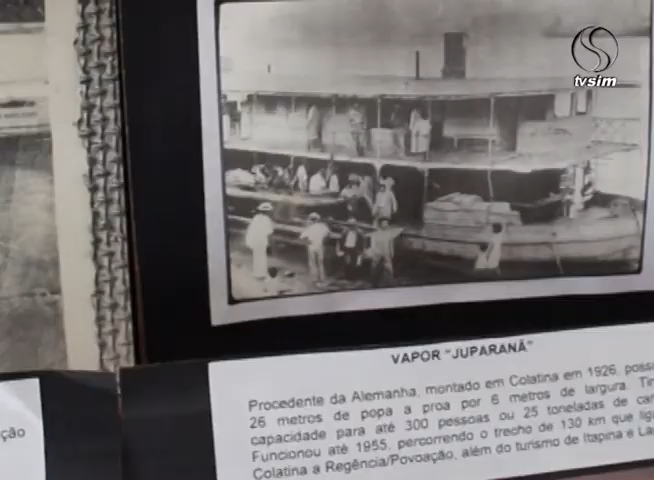 tvsim
VAPOR "JUPARANÃ"
Procedente da Alemanha, montado em Colatina em 1926,
26 metros de popa a proa por 6 metros de largura.
capacidade para até 300 pessoas ou 25 toneladas de
Funcionou até 1955, percorrendo o trecho de 130 km que
Colatina a Regência/Povoação, além do turismo de Itapina e